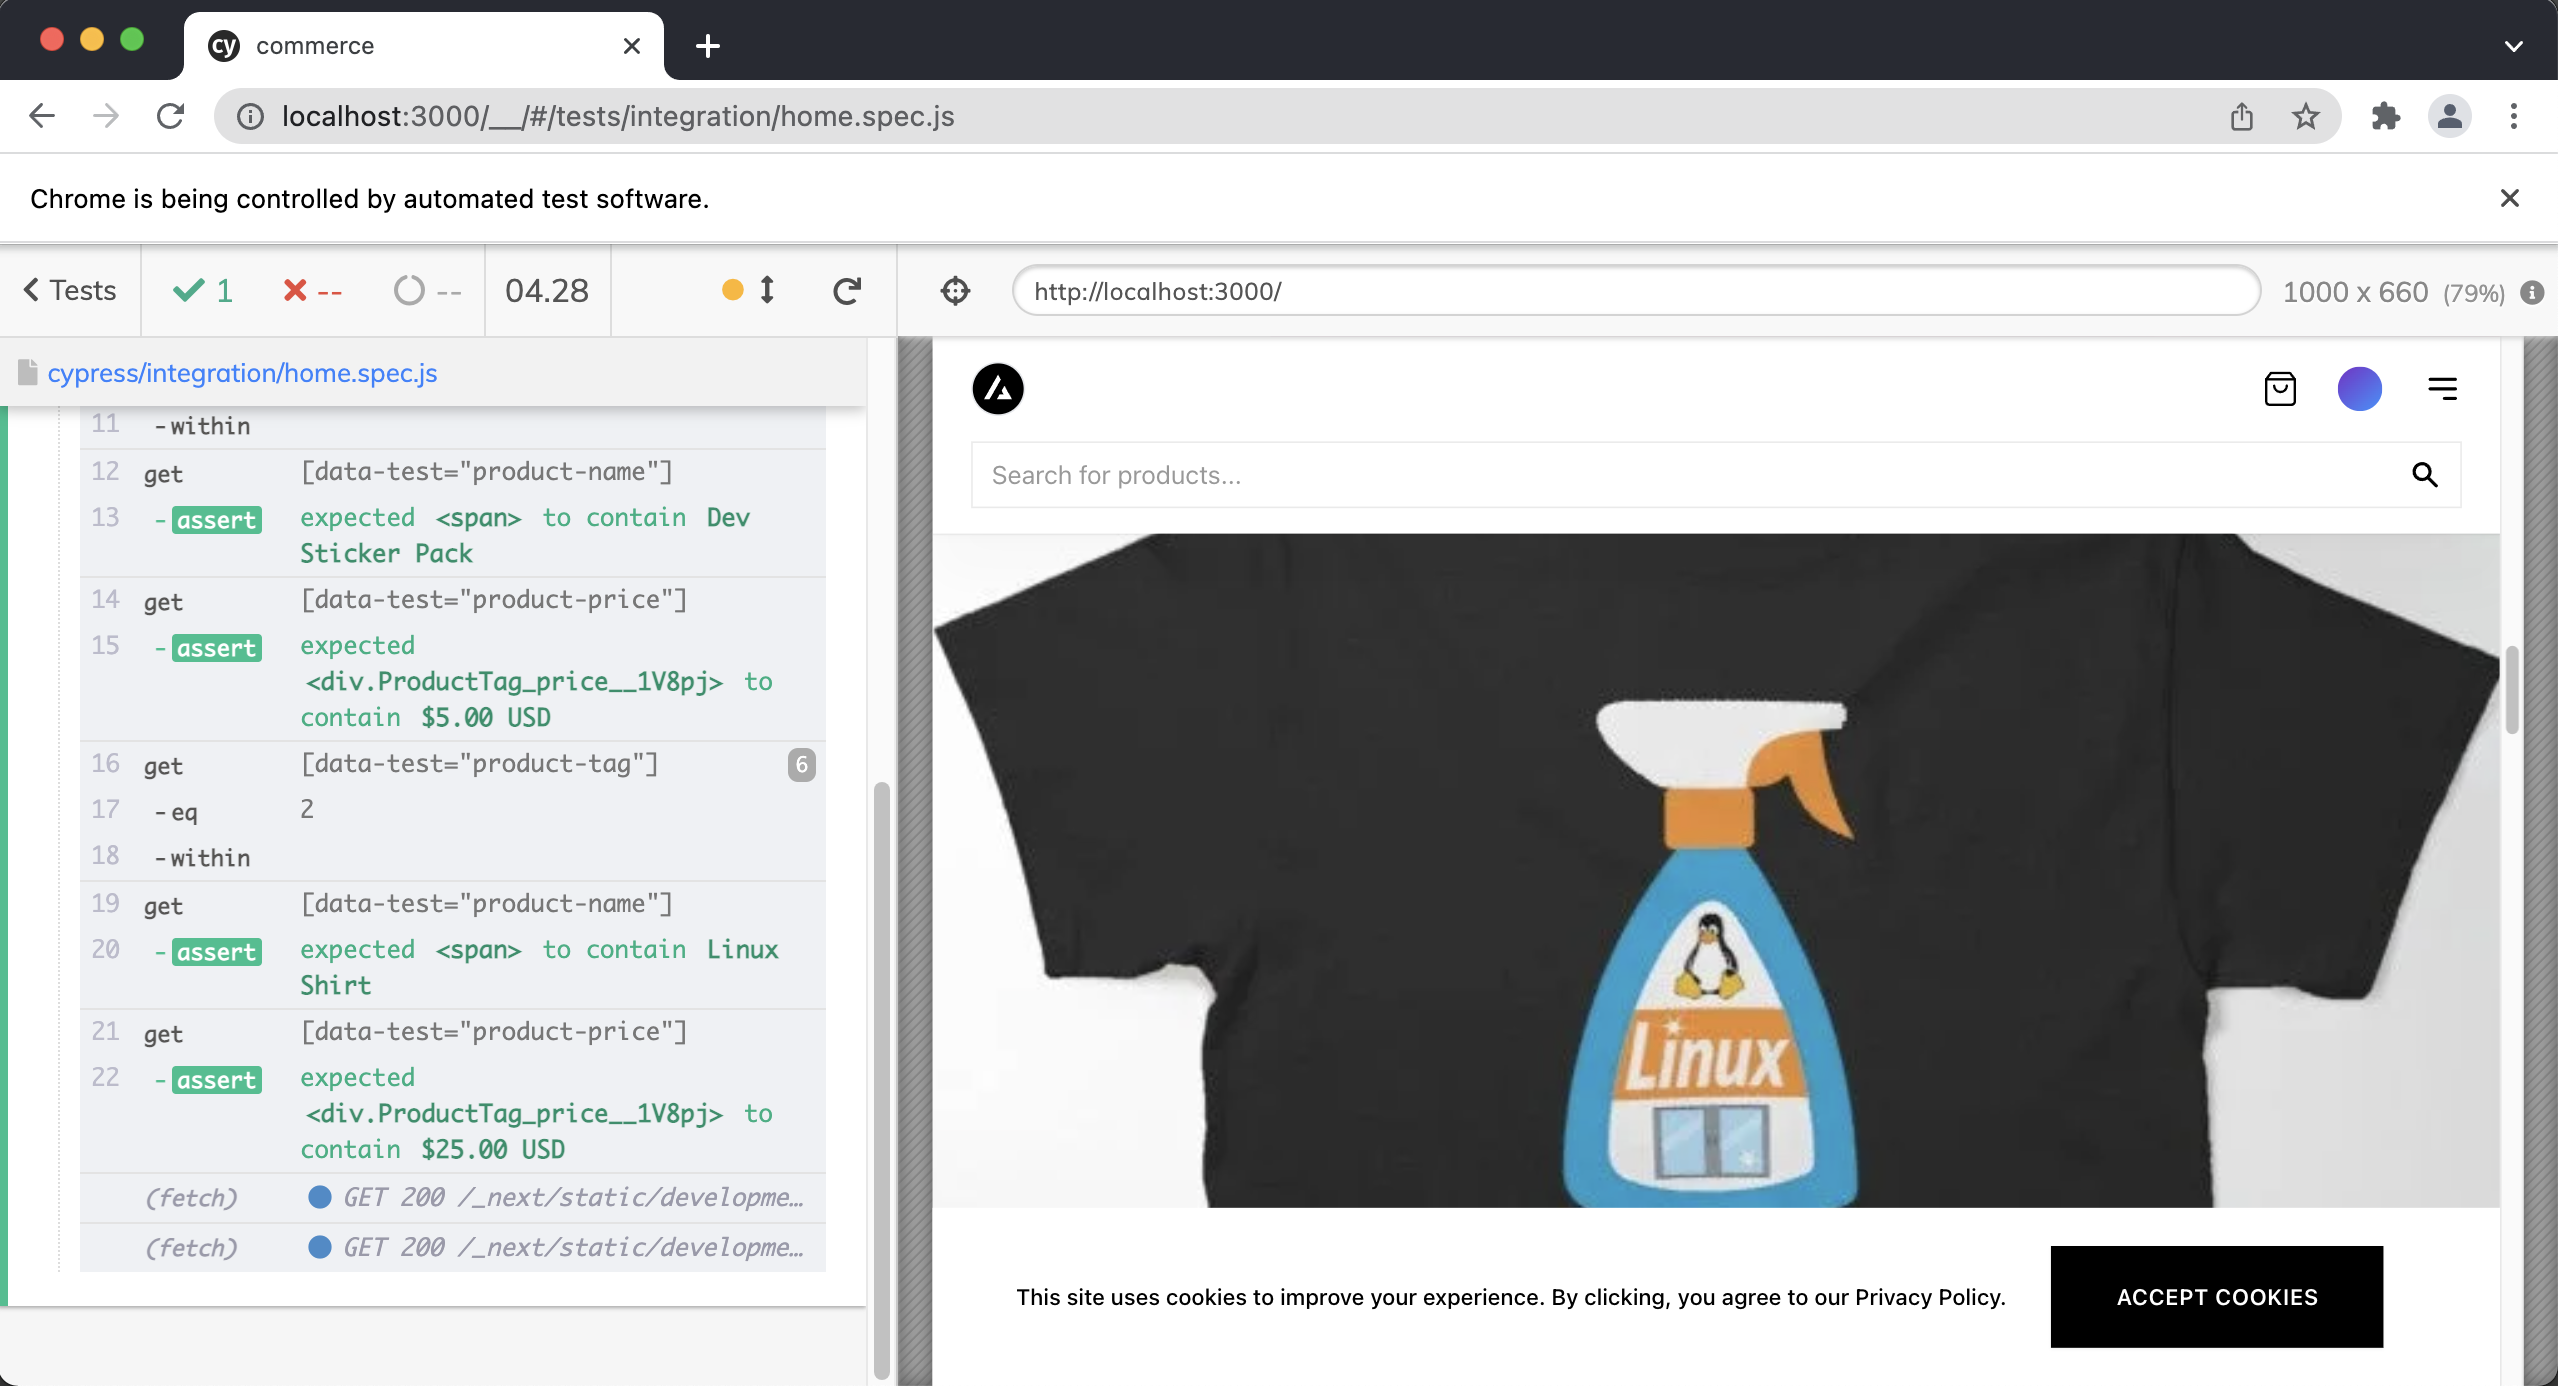 cy commerce
localhost:3000/__/#/tests/integration/home.spec.js
Chrome is being controlled by automated test software.
Tests 1 -- -- 04.28
http://localhost:3000/ 1000 x 660 (79%)
cypress/integration/home.spec.js
11 -within
12 get [data-test="product-name"]
13 -assert expected <span> to contain Dev
Sticker Pack
14 get [data-test="product-price"]
15 -assert expected
<div.ProductTag_price__1V8pj> to
contain $5.00 USD
16 get [data-test="product-tag"] 6
17 -eq 2
18 -within
19 get [data-test="product-name"]
20 -assert expected <span> to contain Linux
Shirt
21 get [data-test="product-price"]
22 -assert expected
<div.ProductTag_price__1V8pj> to
contain $25.00 USD
(fetch) GET 200 /_next/static/developme…
(fetch) GET 200 /_next/static/developme…
Search for products...
Linux
This site uses cookies to improve your experience. By clicking, you agree to our Privacy Policy.
ACCEPT COOKIES